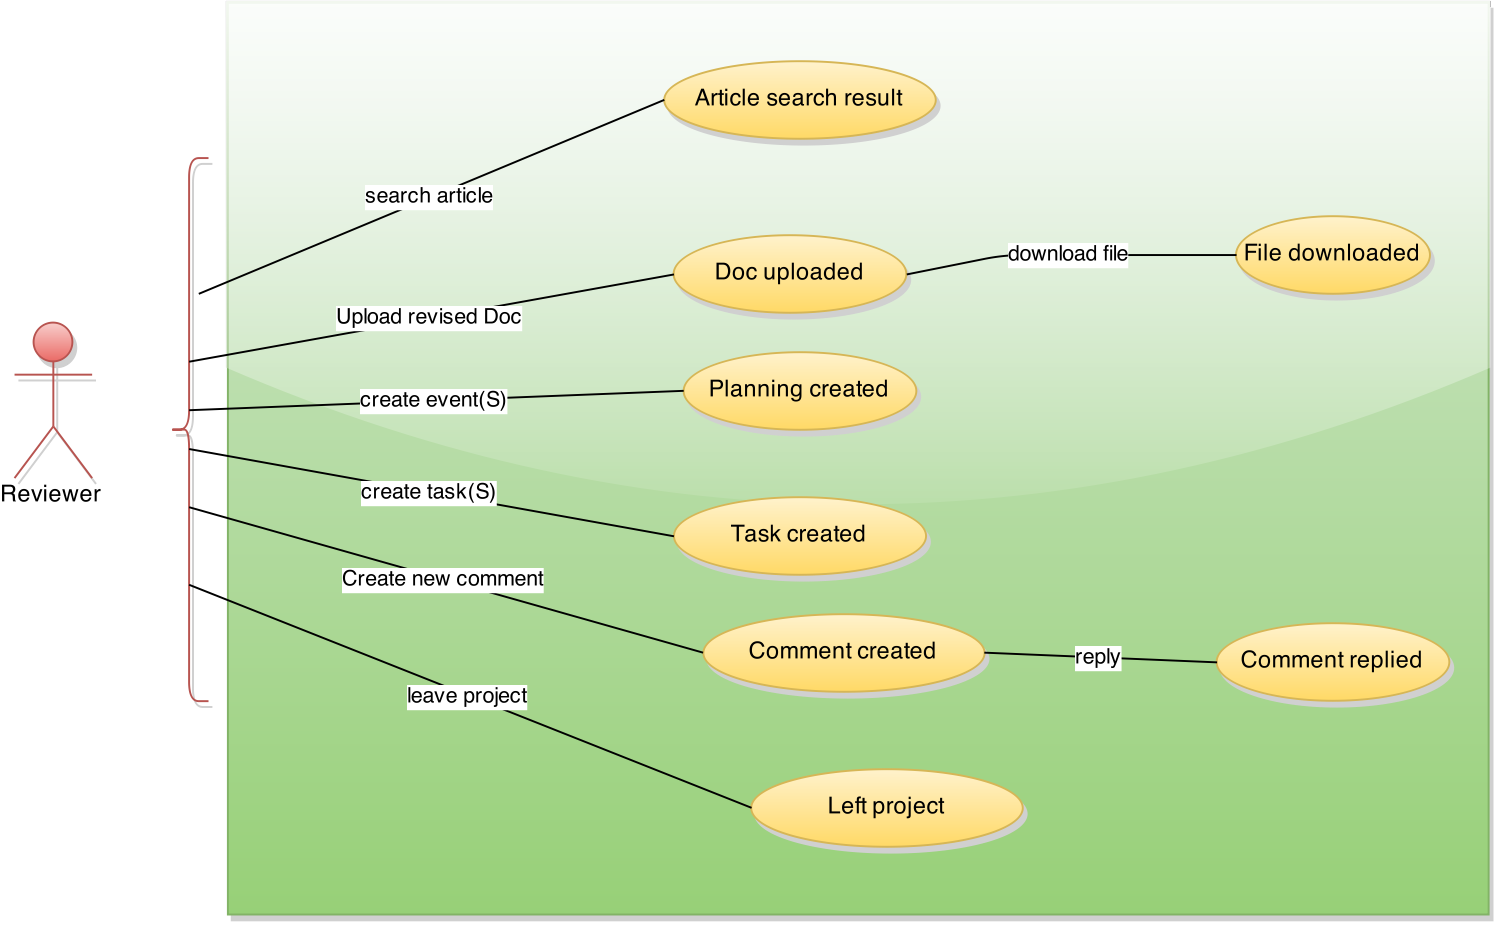 Article search result
search article
Doc uploaded
download file
File downloaded
Upload revised Doc
Planning created
create event(S)
Reviewer
create task(S)
Task created
Create new comment
Comment created
reply
Comment replied
leave project
Left project